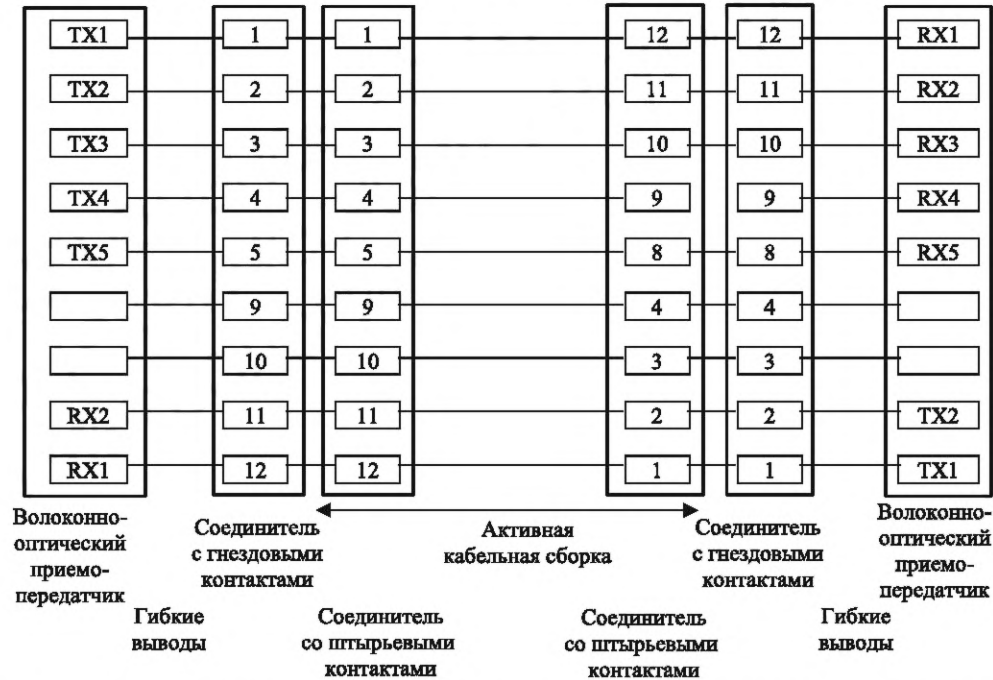 TX1 1 1 12 12 RX1
TX2 2 2 11 11 RX2
TX3 3 3 10 10 RX3
TX4 4 4 9 9 RX4
TX5 5 5 8 8 RX5
9 9 4 4
10 10 3 3
RX2 11 11 2 2 TX2
RX1 12 12 1 1 TX1
Волоконно-
оптический
приемо-
передатчик
Соединитель
с гнездовыми
контактами
Активная
кабельная сборка
Соединитель
с гнездовыми
контактами
Волоконно-
оптический
приемо-
передатчик
Гибкие
выводы
Соединитель
со штырьевыми
контактами
Соединитель
со штырьевыми
контактами
Гибкие
выводы